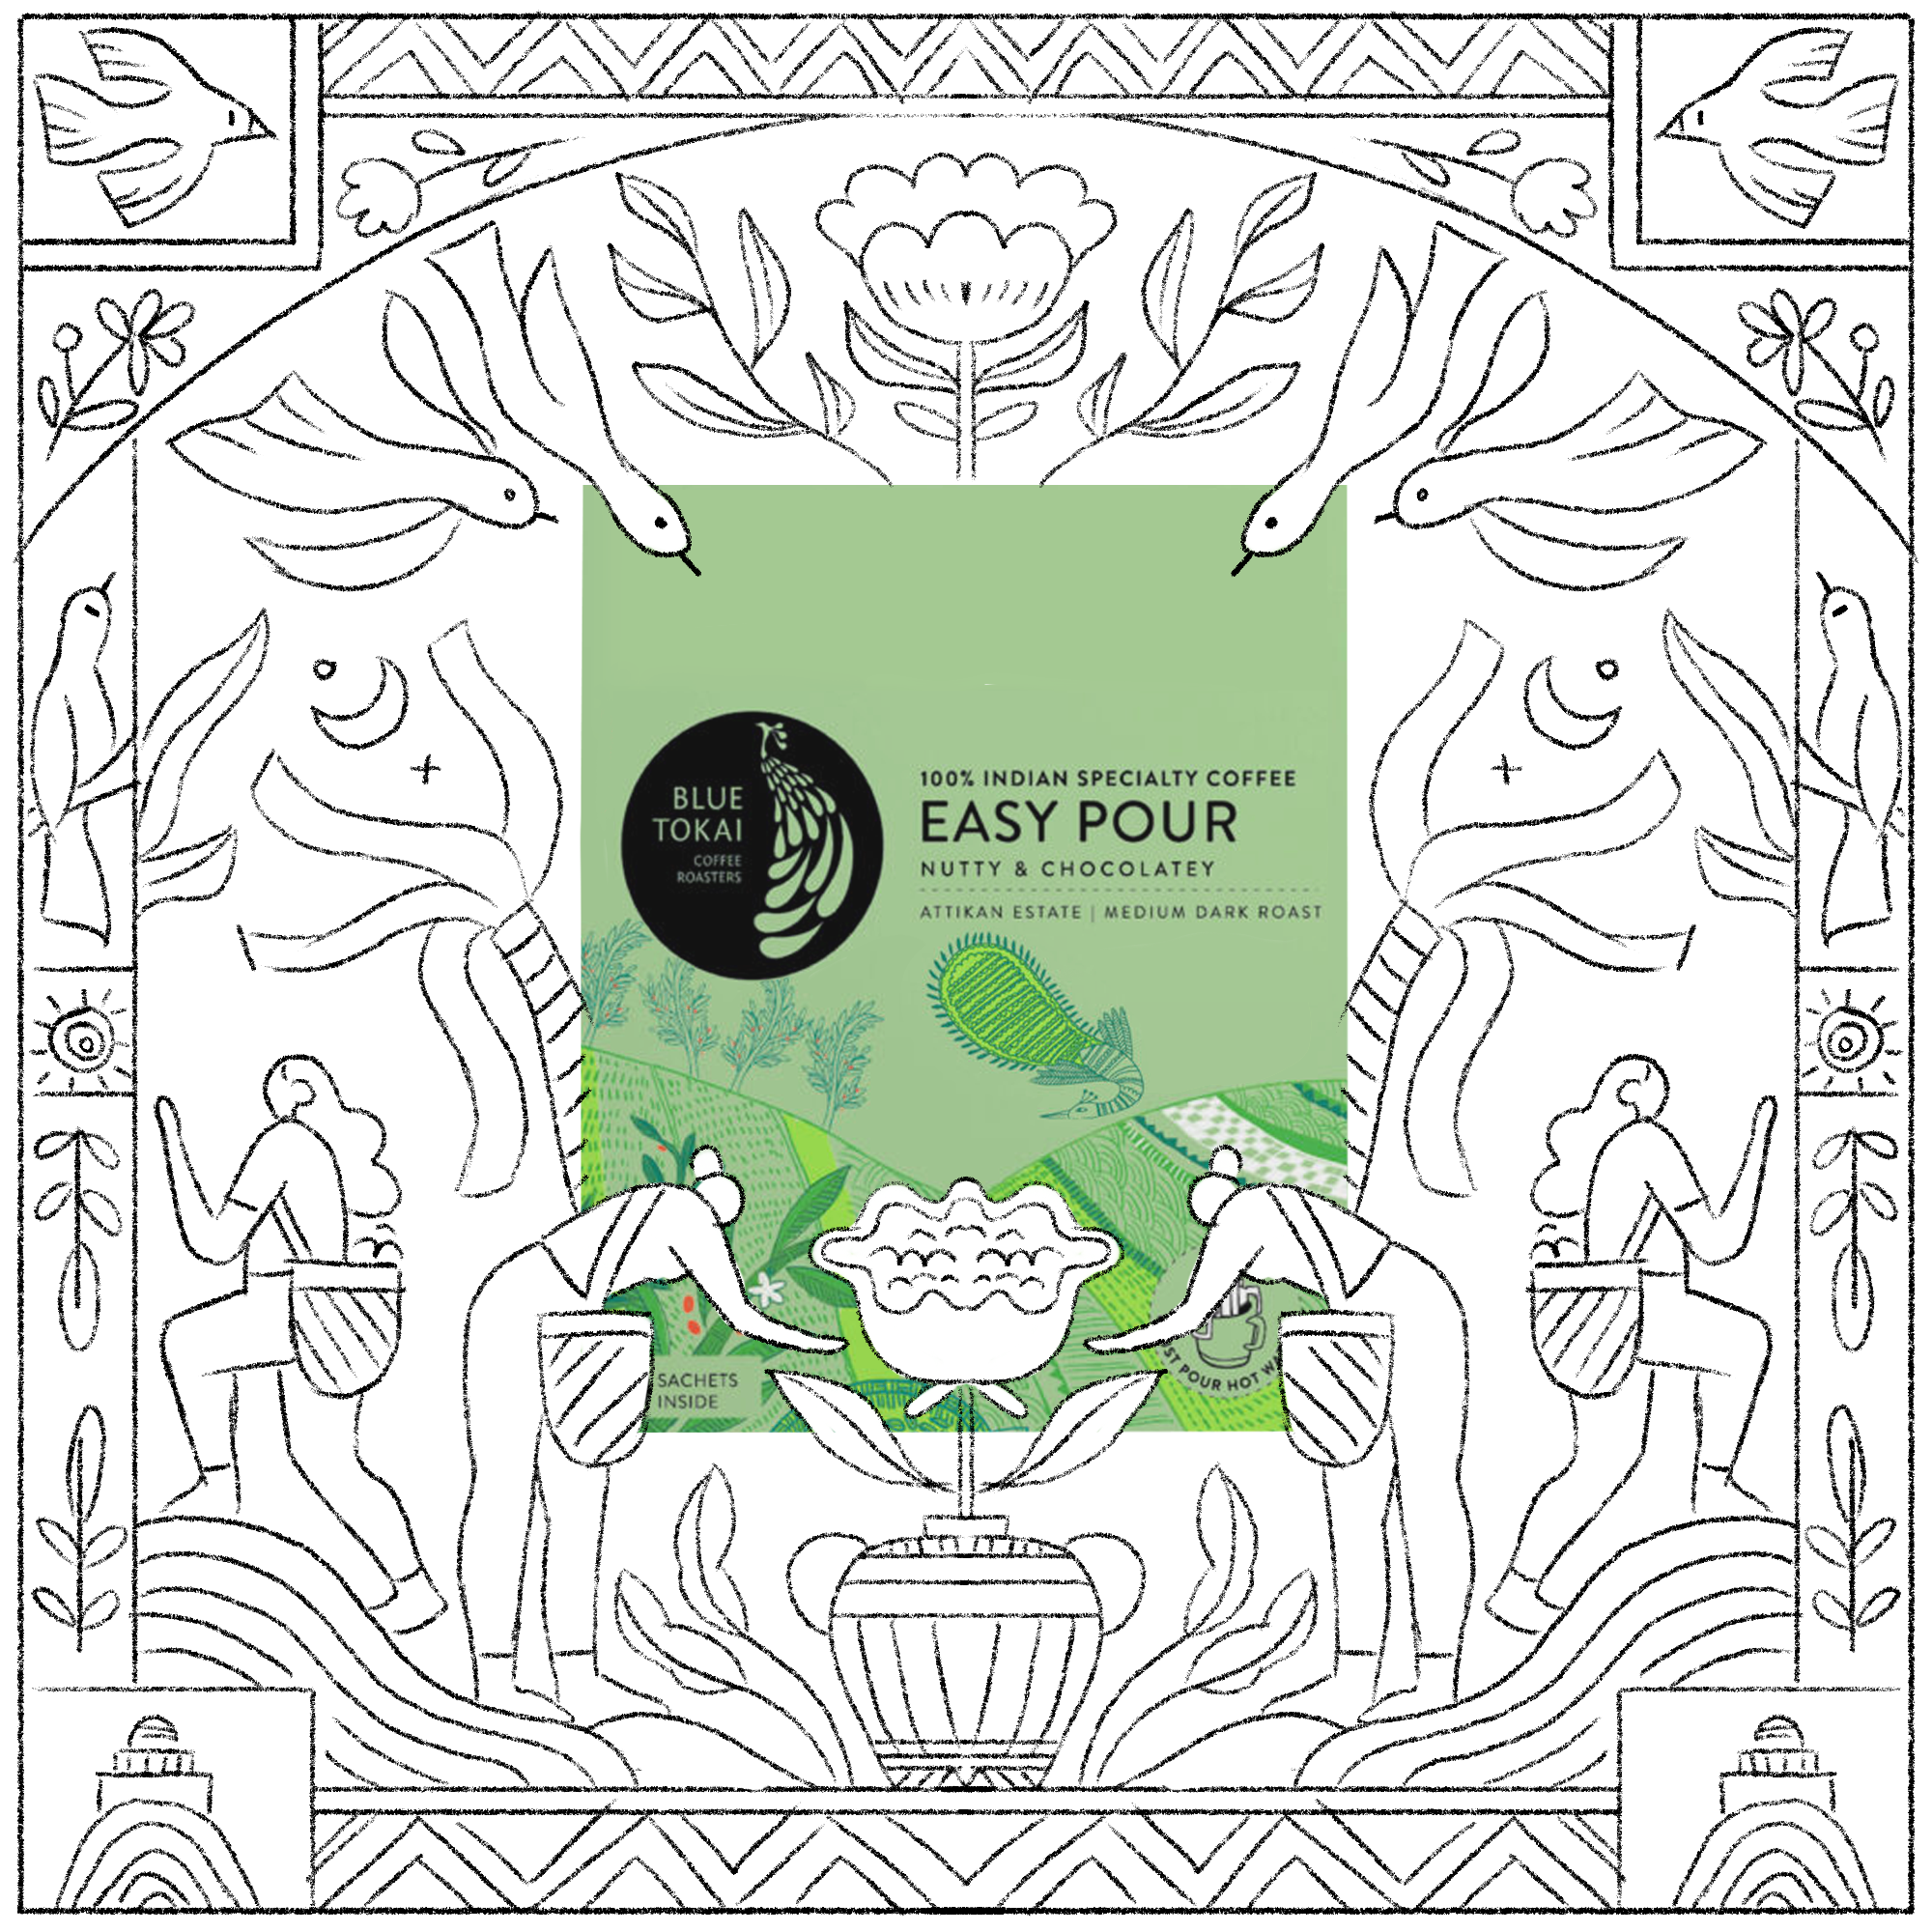 BLUE
TOKAI
COFFEE
ROASTERS
100% INDIAN SPECIALTY COFFEE
EASY POUR
NUTTY & CHOCOLATEY
ATTIKAN ESTATE | MEDIUM DARK ROAST
SACHETS
INSIDE
POUR HOT